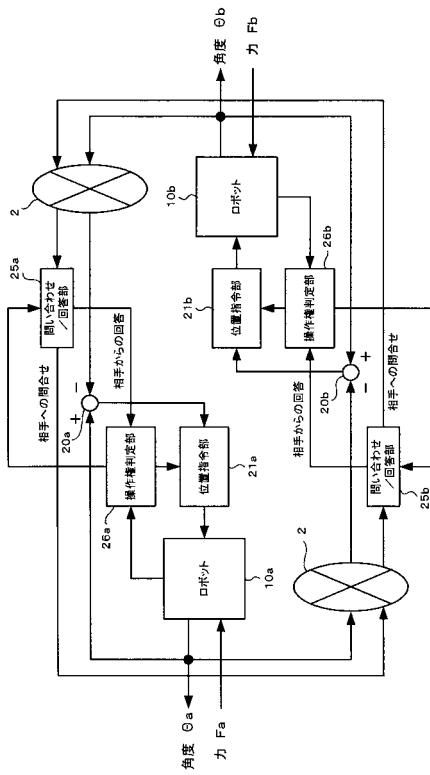 角度 Θa
力 Fa
ロボット
10a
操作権判定部
26a
位置指令部
21a
20a
+
−
相手からの回答
相手への問合せ
問い合わせ
/回答部
25a
2
2
問い合わせ
/回答部
25b
相手への問合せ
相手からの回答
20b
−
+
位置指令部
21b
操作権判定部
26b
ロボット
10b
角度 Θb
力 Fb